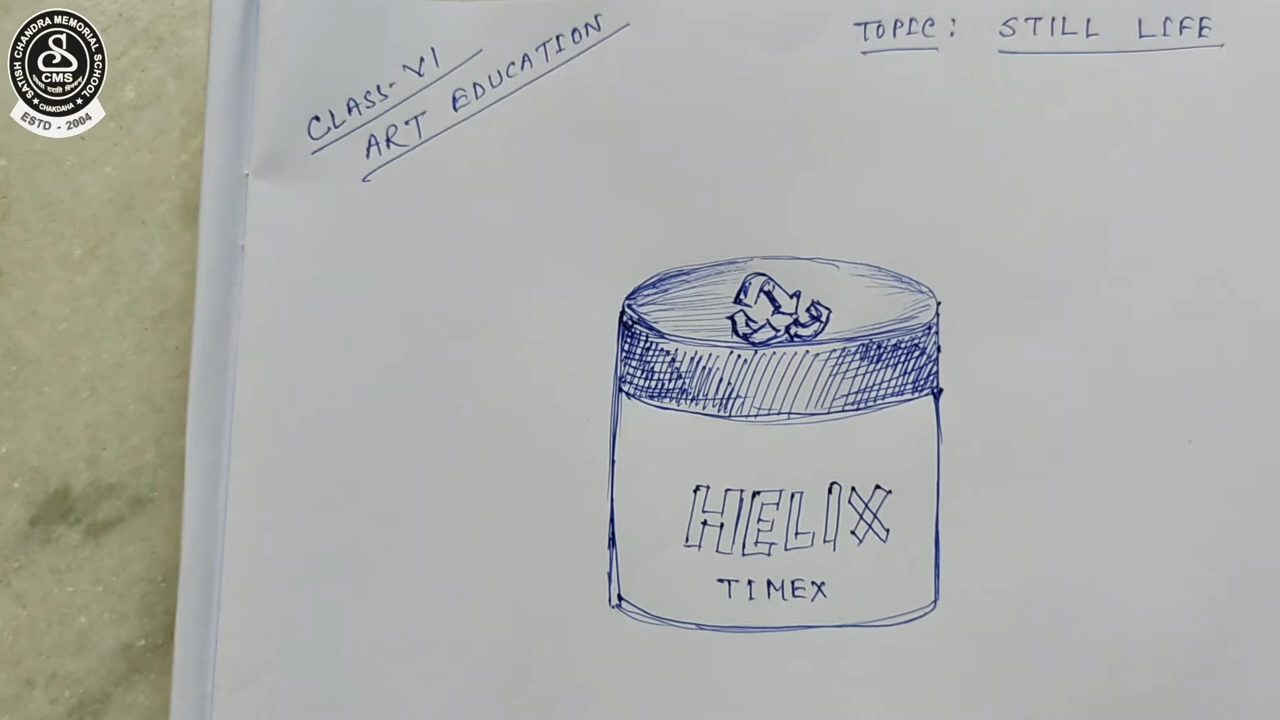 SATISH CHANDRA MEMORIAL SCHOOL
S
CMS
CHAKDAHA
ESTD - 2004
CLASS-VI
ART EDUCATION
TOPIC: STILL LIFE
HELIX
TIMEX